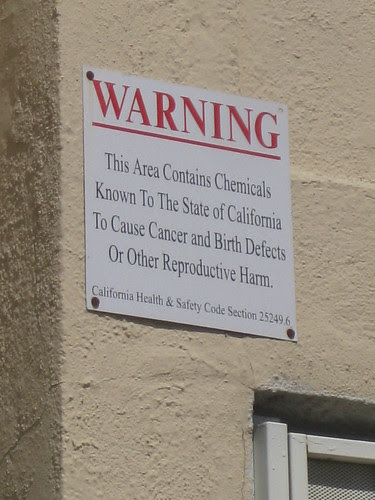 WARNING
This Area Contains Chemicals
Known To The State of California
To Cause Cancer and Birth Defects
Or Other Reproductive Harm.
California Health & Safety Code Section 25249.6